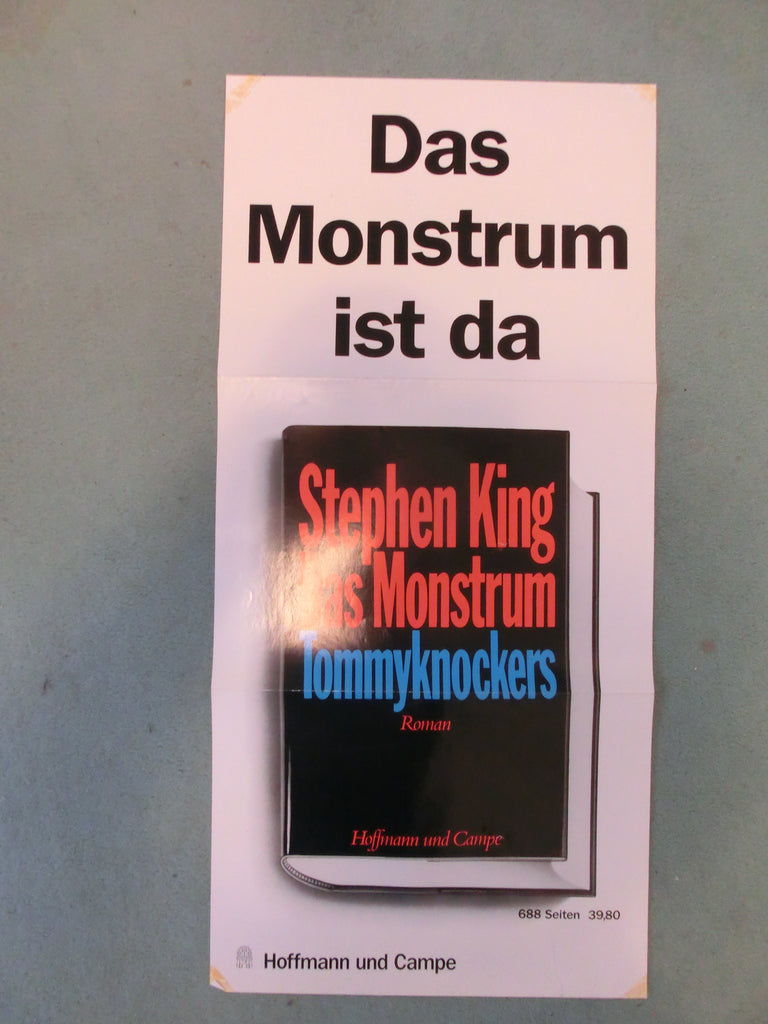 Das
Monstrum
ist da
Stephen King
Das Monstrum
Tommyknockers
Roman
Hoffmann und Campe
688 Seiten 39,80
Hoffmann und Campe